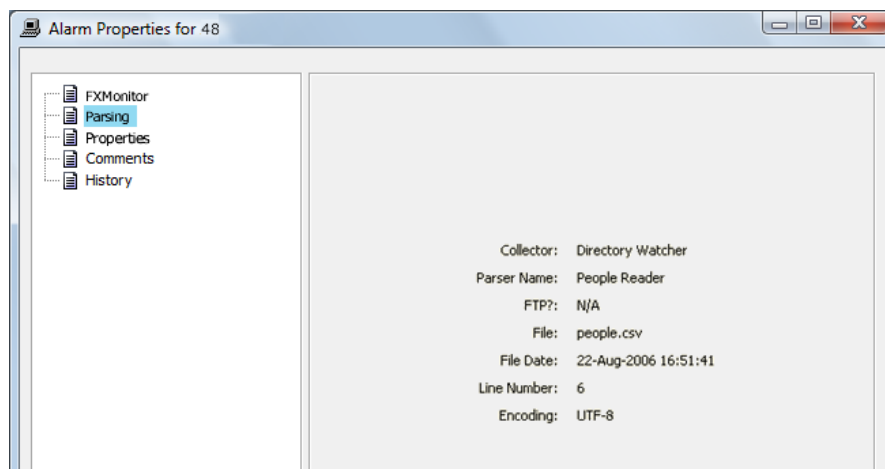 Alarm Properties for 48
FXMonitor
Parsing
Properties
Comments
History
Collector: Directory Watcher
Parser Name: People Reader
FTP?: N/A
File: people.csv
File Date: 22-Aug-2006 16:51:41
Line Number: 6
Encoding: UTF-8